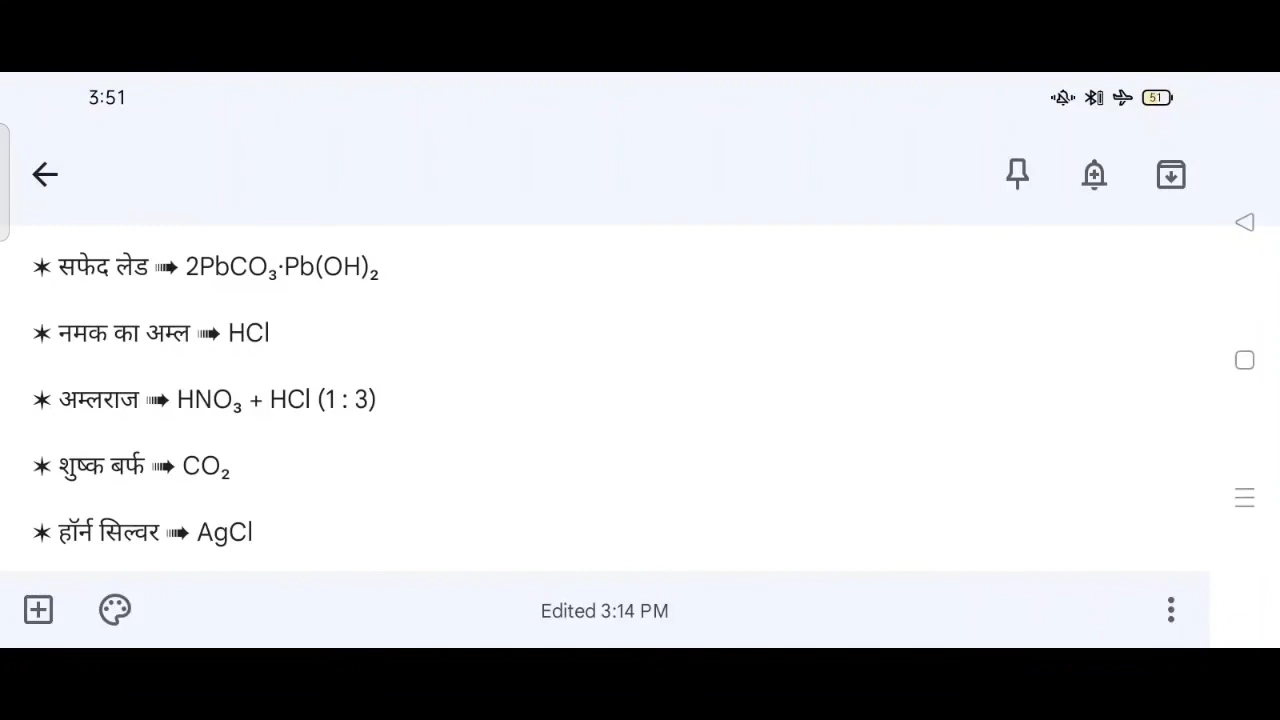 3:51
51
✶ सफेद लेड ➠ 2PbCO₃·Pb(OH)₂
✶ नमक का अम्ल ➠ HCl
✶ अम्लराज ➠ HNO₃ + HCl (1 : 3)
✶ शुष्क बर्फ ➠ CO₂
✶ हॉर्न सिल्वर ➠ AgCl
Edited 3:14 PM